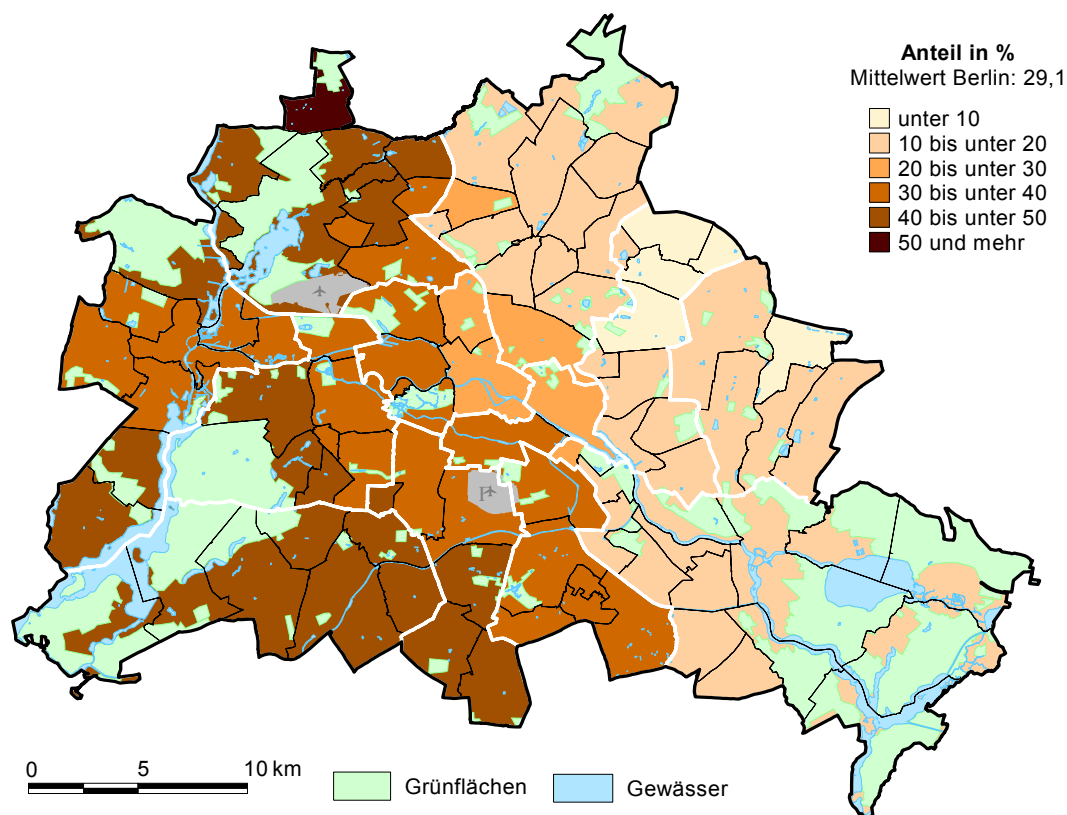 Anteil in %
Mittelwert Berlin: 29,1
unter 10
10 bis unter 20
20 bis unter 30
30 bis unter 40
40 bis unter 50
50 und mehr
0 5 10 km
Grünflächen
Gewässer